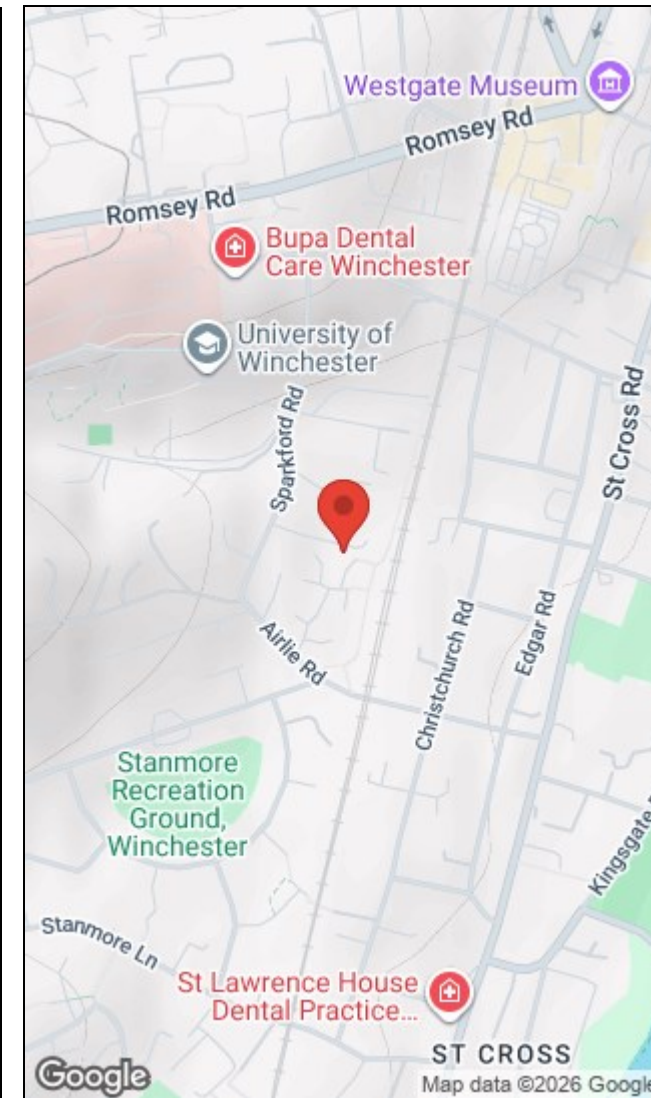 Westgate Museum
Romsey Rd
Romsey Rd
Bupa Dental
Care Winchester
University of
Winchester
Sparkford Rd
St Cross Rd
Airlie Rd
Christchurch Rd
Edgar Rd
Stanmore
Recreation
Ground,
Winchester
Kingsgate
Stanmore Ln
St Lawrence House
Dental Practice...
ST CROSS
Google
Map data ©2026 Google